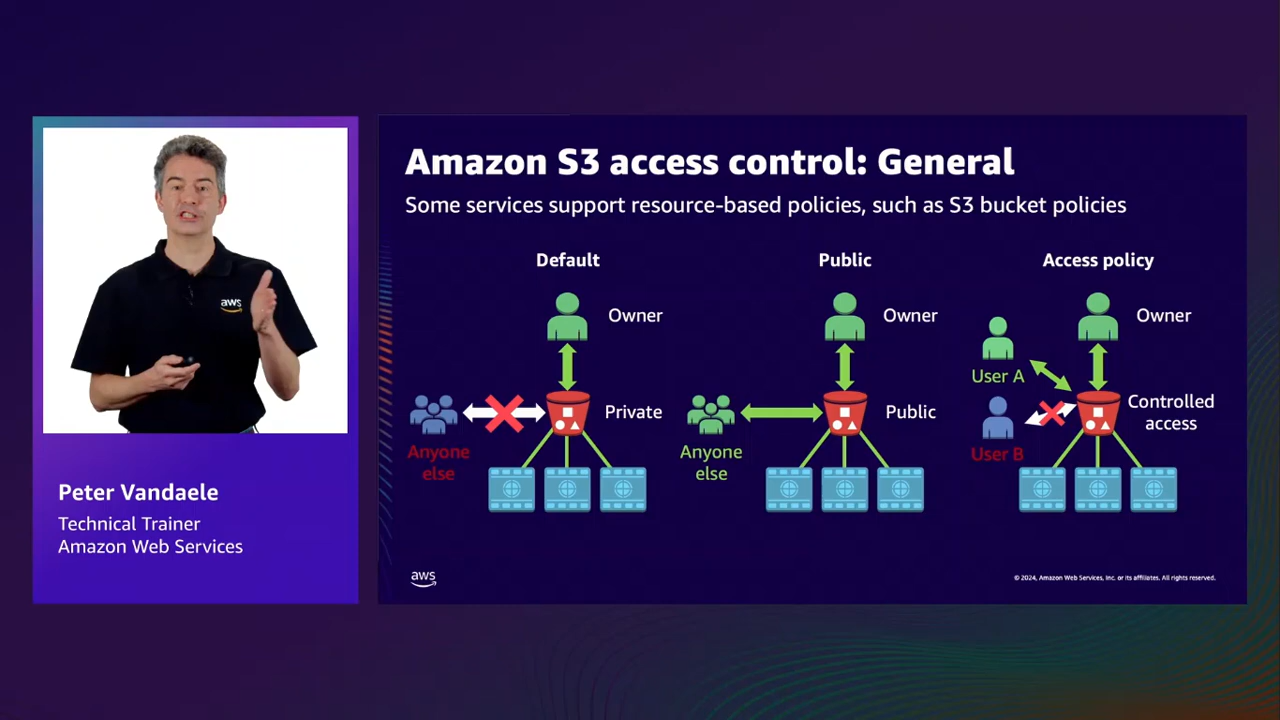 aws
Peter Vandaele
Technical Trainer
Amazon Web Services
Amazon S3 access control: General
Some services support resource-based policies, such as S3 bucket policies
Default
Owner
Private
Anyone
else
Public
Owner
Public
Anyone
else
Access policy
Owner
User A
Controlled
access
User B
aws
© 2024, Amazon Web Services, Inc. or its affiliates. All rights reserved.